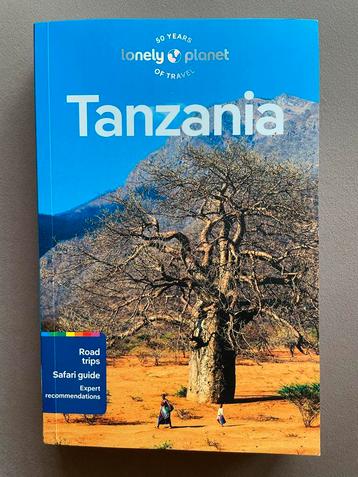 50 YEARS
lonely planet
OF TRAVEL
Tanzania
Road
trips
Safari guide
Expert
recommendations